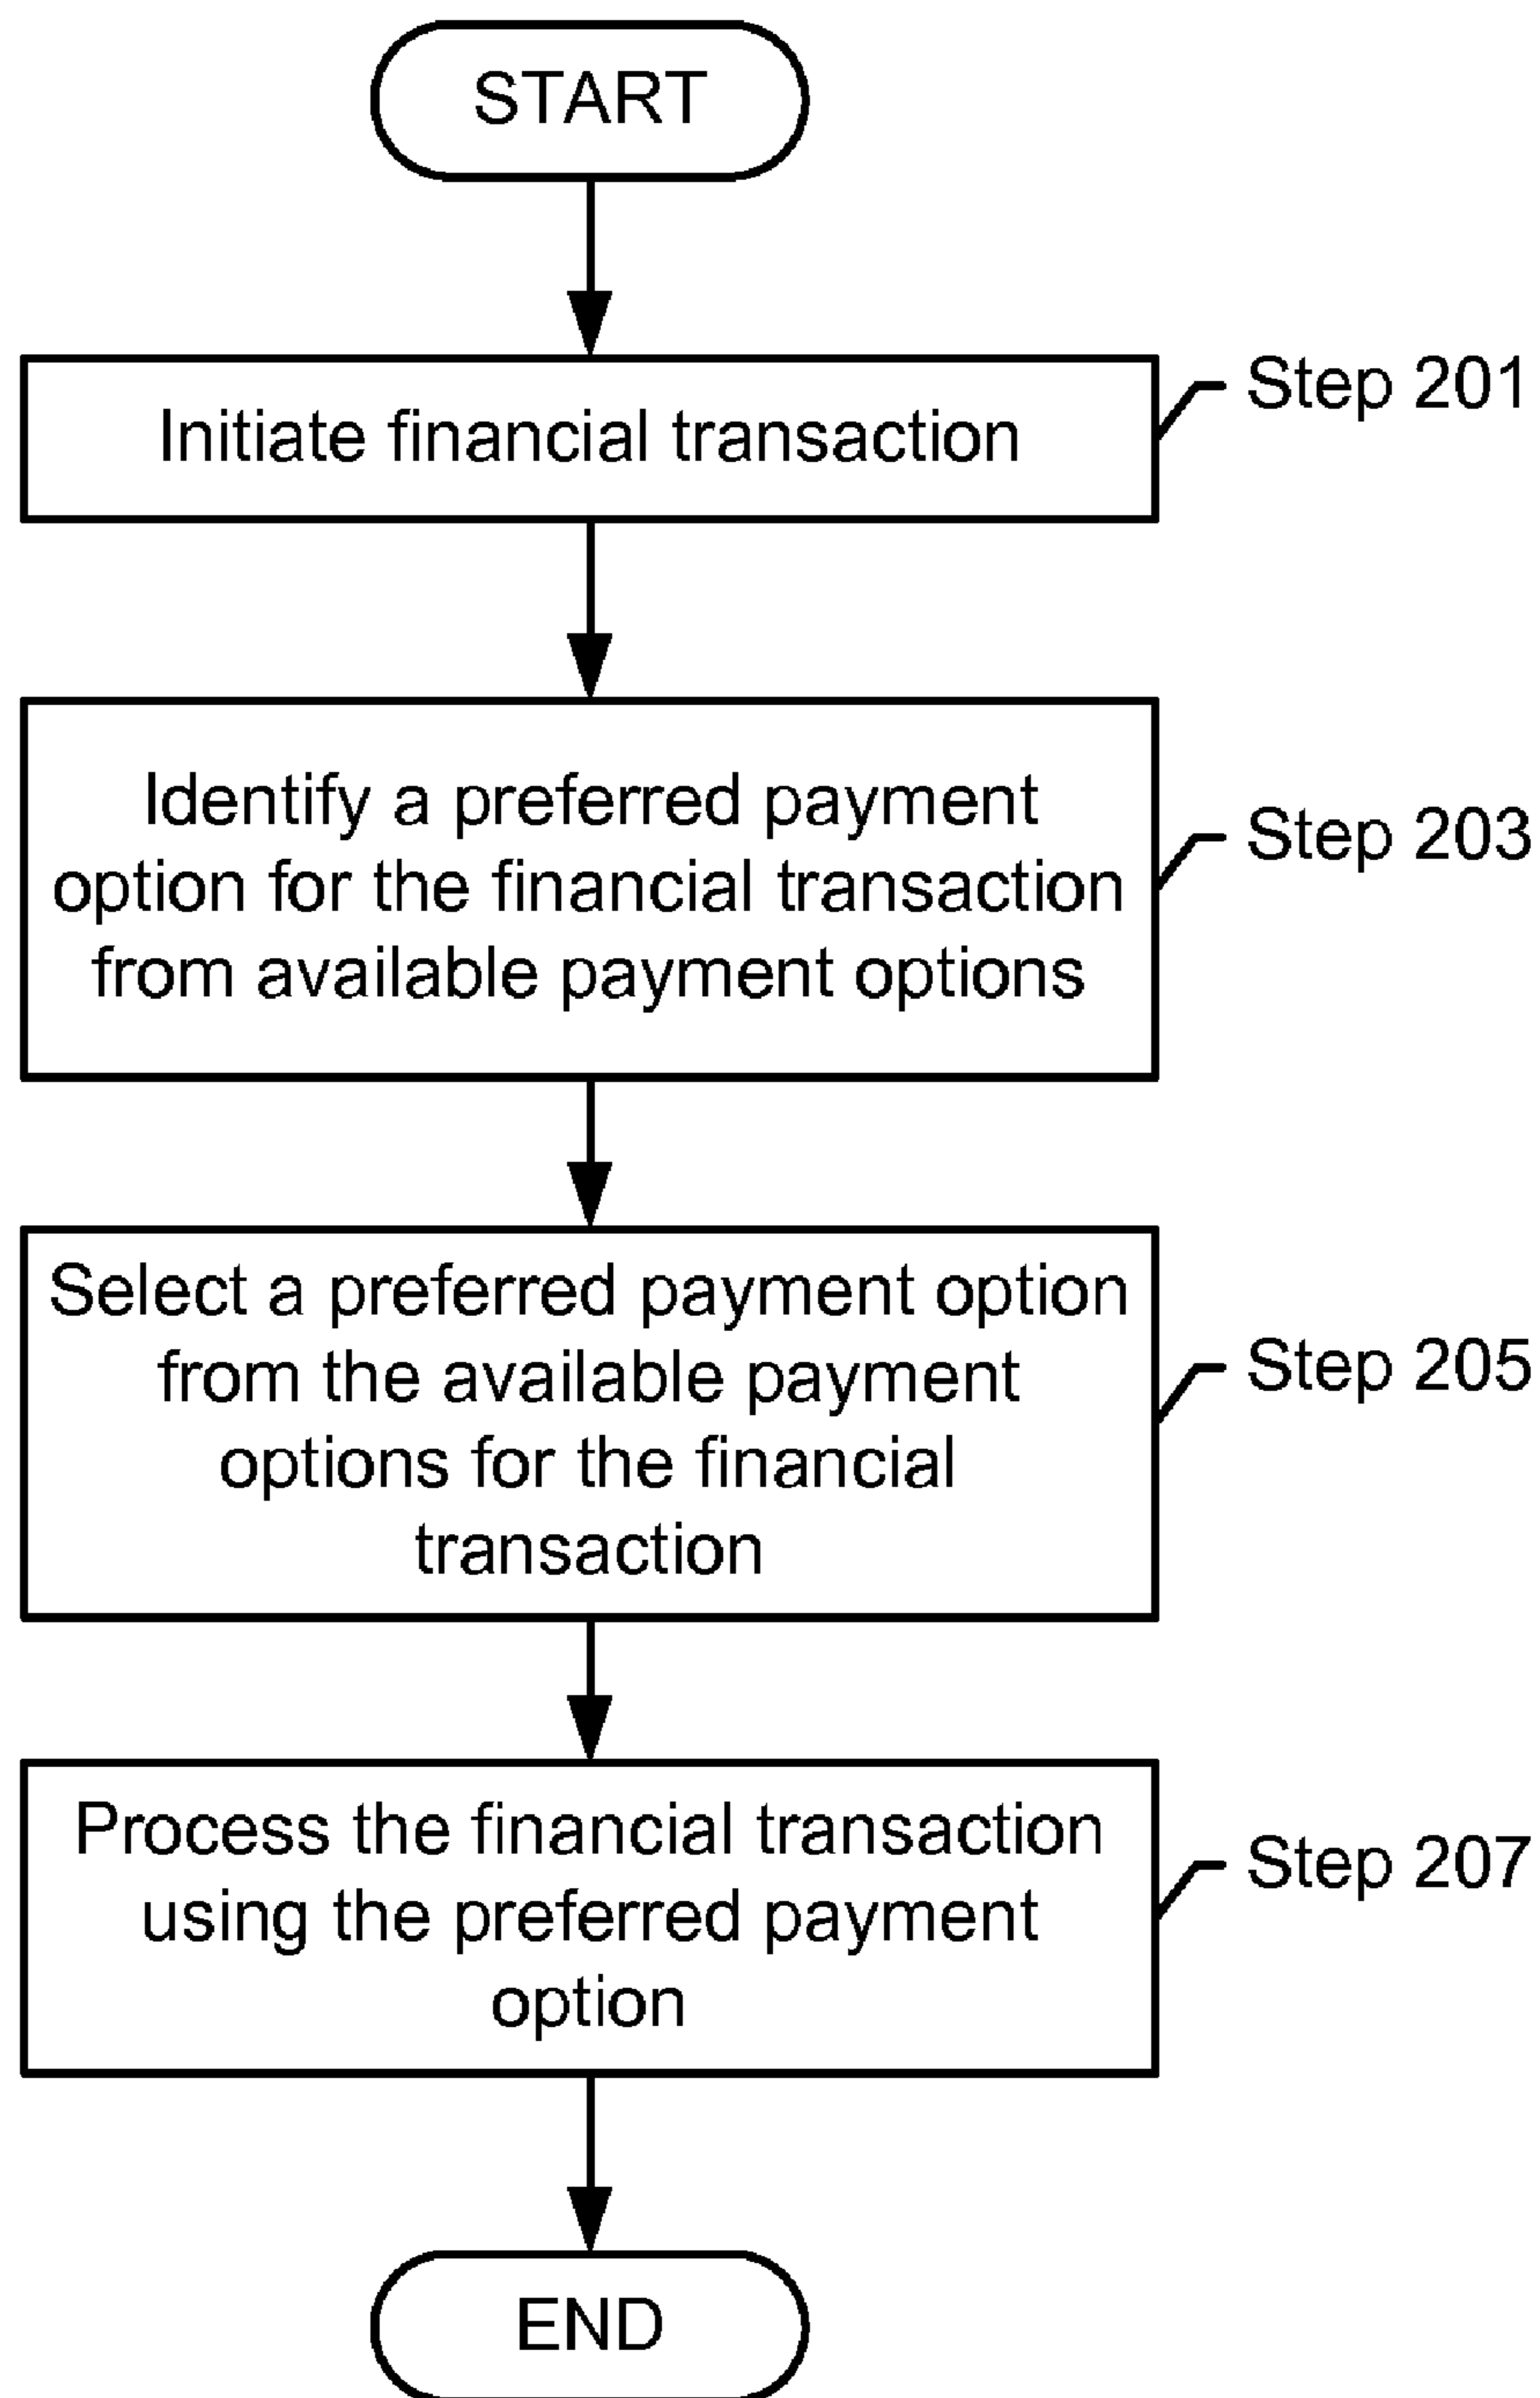 START
Initiate financial transaction
Step 201
Identify a preferred payment
option for the financial transaction
from available payment options
Step 203
Select a preferred payment option
from the available payment
options for the financial
transaction
Step 205
Process the financial transaction
using the preferred payment
option
Step 207
END